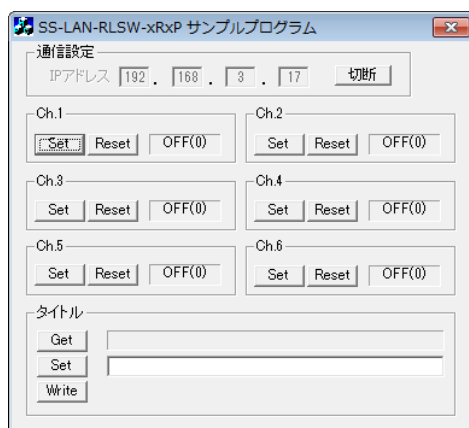 SS-LAN-RLSW-xRxP サンプルプログラム
通信設定
IPアドレス 192 . 168 . 3 . 17 切断
Ch.1 Ch.2
Set Reset OFF(0) Set Reset OFF(0)
Ch.3 Ch.4
Set Reset OFF(0) Set Reset OFF(0)
Ch.5 Ch.6
Set Reset OFF(0) Set Reset OFF(0)
タイトル
Get
Set
Write